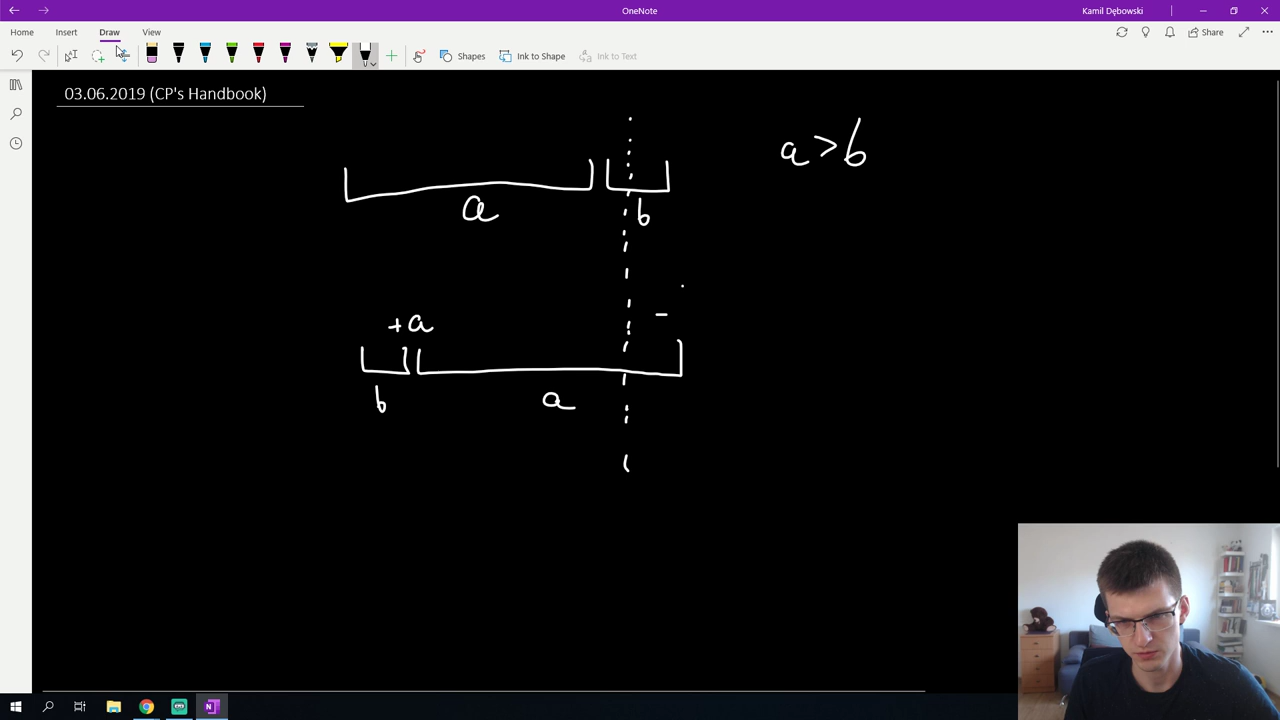 OneNote
Kamil Dębowski
Home
Insert
Draw
View
Share
Shapes
Ink to Shape
Ink to Text
03.06.2019 (CP's Handbook)
a > b
a
b
+a
-
b
a